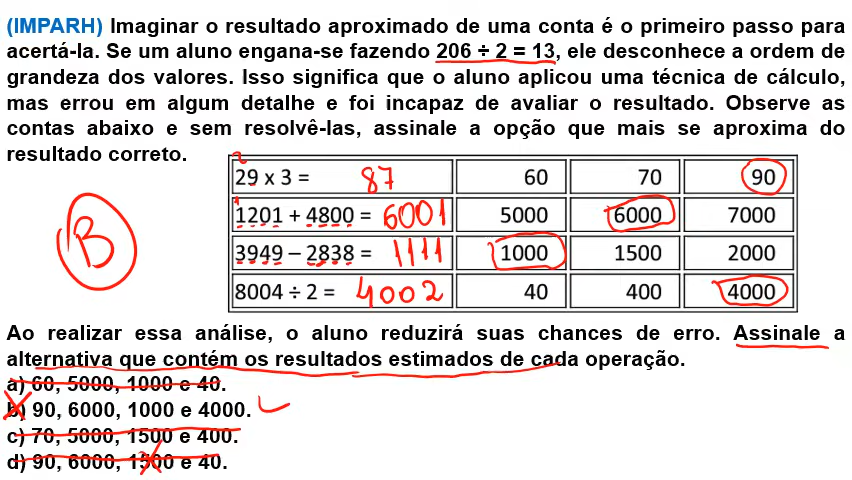 (IMPARH) Imaginar o resultado aproximado de uma conta é o primeiro passo para
acertá-la. Se um aluno engana-se fazendo 206 ÷ 2 = 13, ele desconhece a ordem de
grandeza dos valores. Isso significa que o aluno aplicou uma técnica de cálculo,
mas errou em algum detalhe e foi incapaz de avaliar o resultado. Observe as
contas abaixo e sem resolvê-las, assinale a opção que mais se aproxima do
resultado correto.
2
29 x 3 = 87 60 70 90
1
1201 + 4800 = 6001 5000 6000 7000
3949 – 2838 = 1111 1000 1500 2000
8004 ÷ 2 = 4002 40 400 4000
B
Ao realizar essa análise, o aluno reduzirá suas chances de erro. Assinale a
alternativa que contém os resultados estimados de cada operação.
a) 60, 5000, 1000 e 40.
b) 90, 6000, 1000 e 4000.
c) 70, 5000, 1500 e 400.
d) 90, 6000, 1500 e 40.